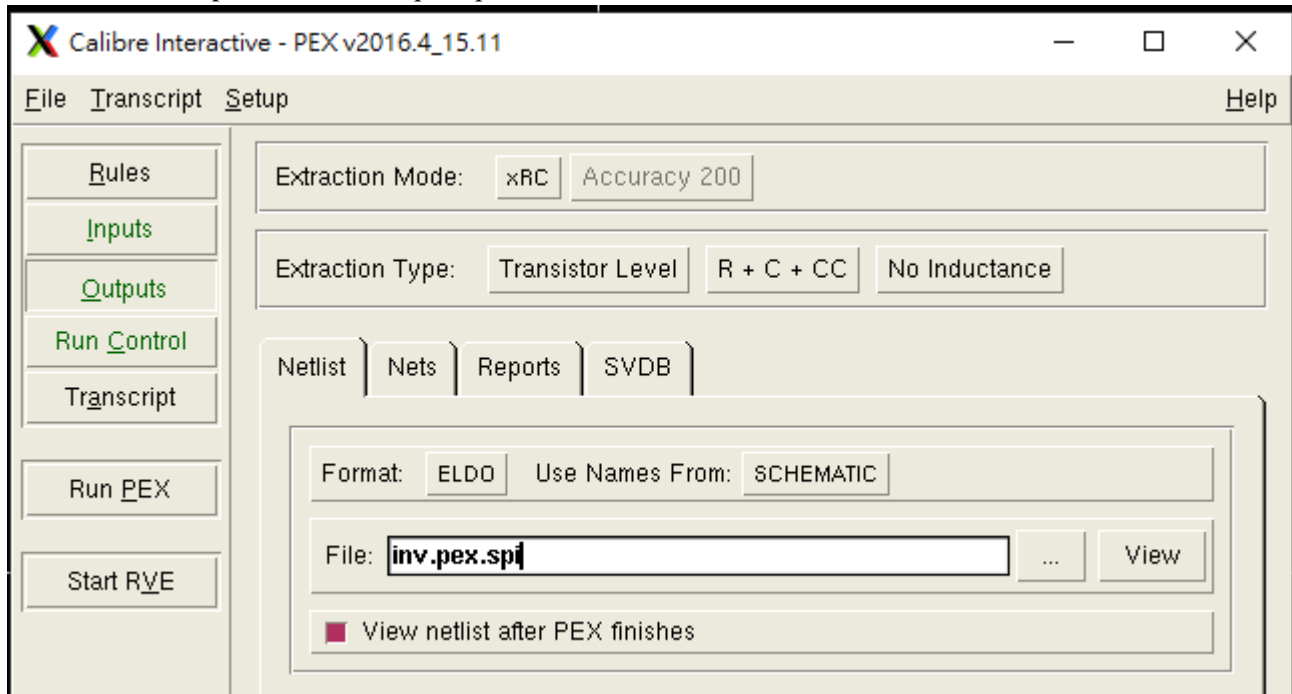 Calibre Interactive - PEX v2016.4_15.11
File Transcript Setup Help
Rules
Inputs
Outputs
Run Control
Transcript
Run PEX
Start RVE
Extraction Mode: xRC Accuracy 200
Extraction Type: Transistor Level R + C + CC No Inductance
Netlist Nets Reports SVDB
Format: ELDO Use Names From: SCHEMATIC
File: inv.pex.spi ... View
View netlist after PEX finishes